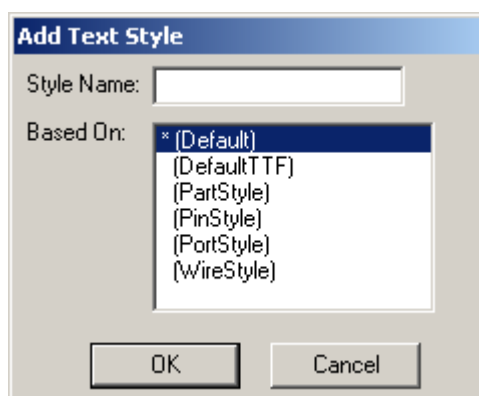 Add Text Style
Style Name:
Based On:
* (Default)
(DefaultTTF)
(PartStyle)
(PinStyle)
(PortStyle)
(WireStyle)
OK Cancel